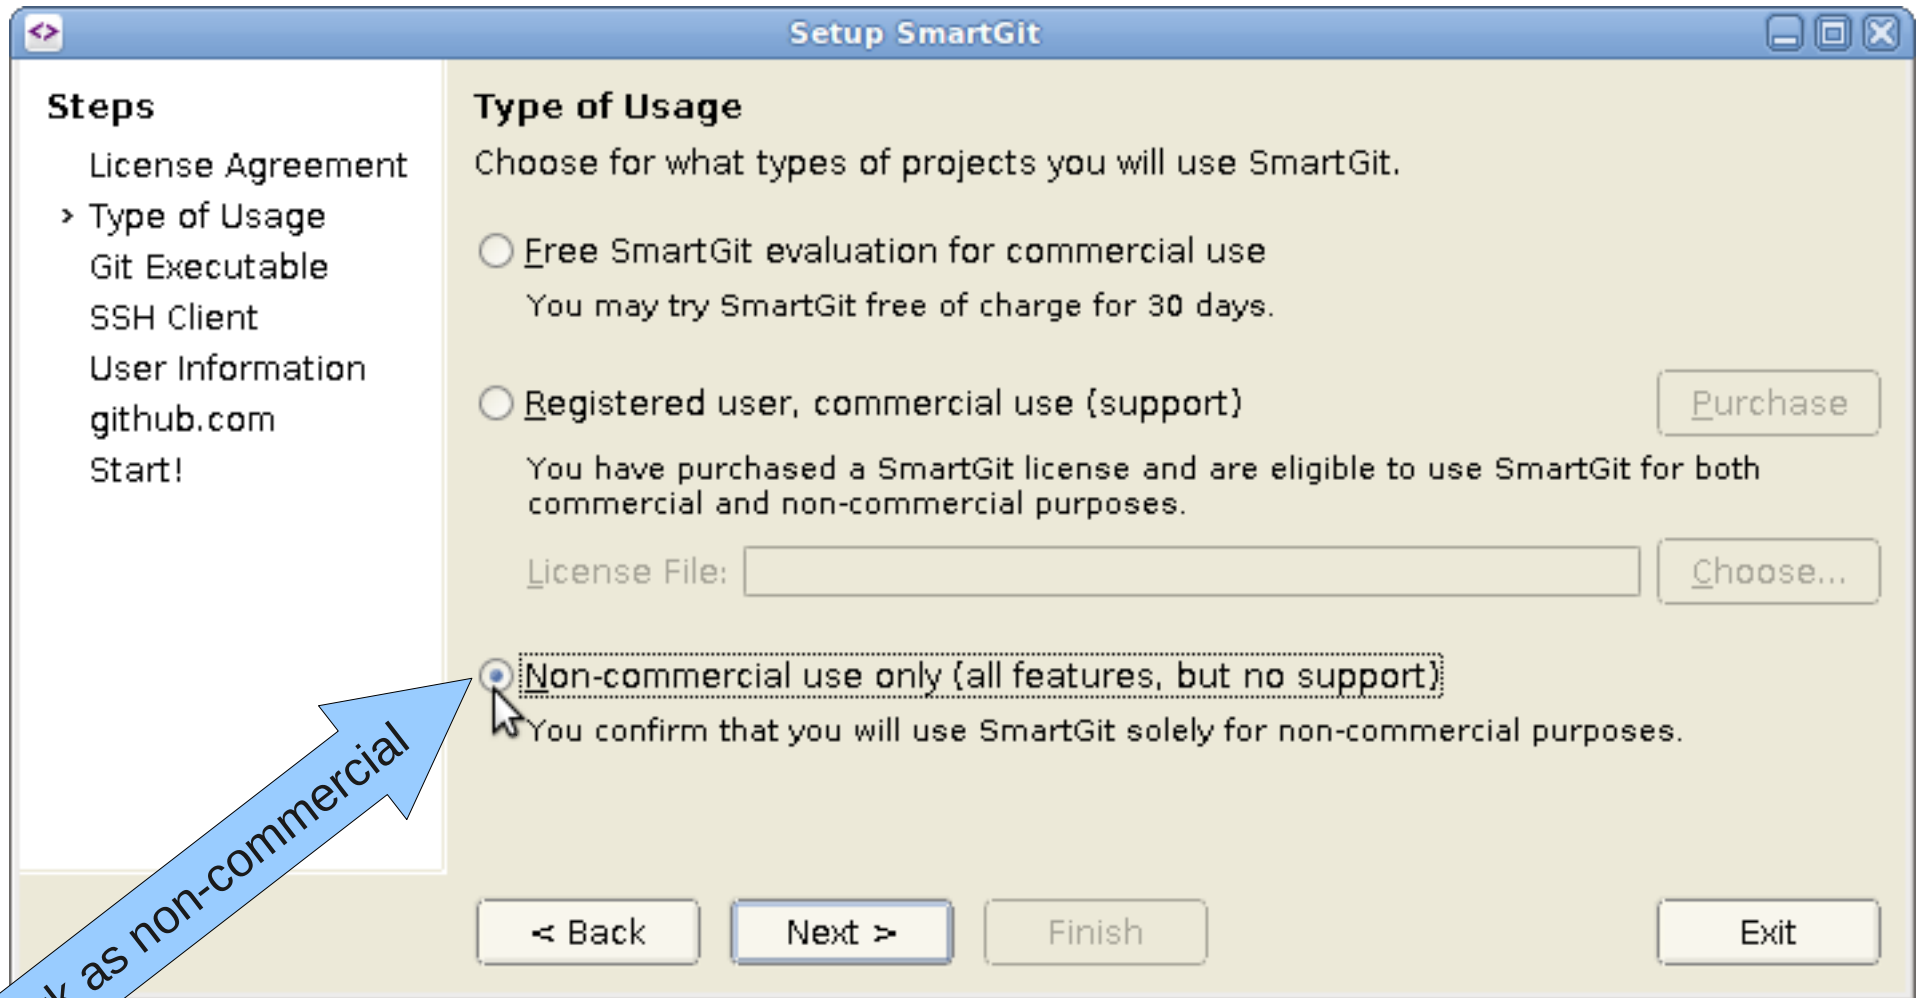 Setup SmartGit
Steps
License Agreement
> Type of Usage
Git Executable
SSH Client
User Information
github.com
Start!
Type of Usage
Choose for what types of projects you will use SmartGit.
Free SmartGit evaluation for commercial use
You may try SmartGit free of charge for 30 days.
Registered user, commercial use (support)
Purchase
You have purchased a SmartGit license and are eligible to use SmartGit for both
commercial and non-commercial purposes.
License File:
Choose...
Non-commercial use only (all features, but no support)
You confirm that you will use SmartGit solely for non-commercial purposes.
as non-commercial
< Back
Next >
Finish
Exit